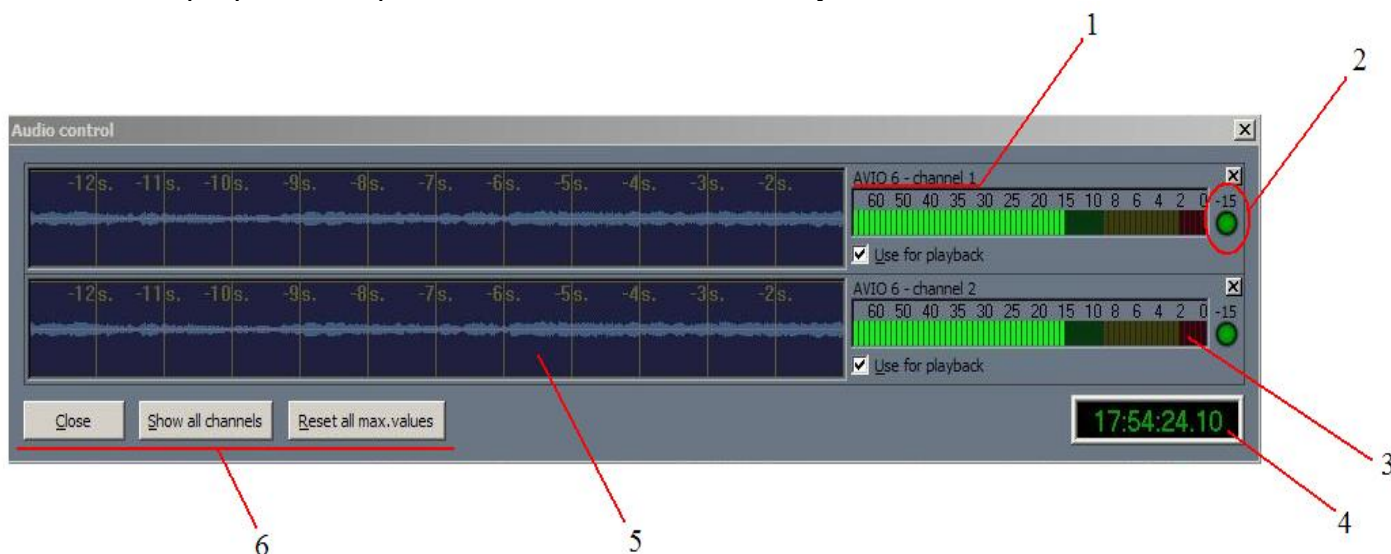 1
2
Audio control
-12s. -11s. -10s. -9s. -8s. -7s. -6s. -5s. -4s. -3s. -2s.
AVIO 6 - channel 1
60 50 40 35 30 25 20 15 10 8 6 4 2 0 -15
Use for playback
-12s. -11s. -10s. -9s. -8s. -7s. -6s. -5s. -4s. -3s. -2s.
AVIO 6 - channel 2
60 50 40 35 30 25 20 15 10 8 6 4 2 0 -15
Use for playback
Close Show all channels Reset all max.values 17:54:24.10
3
4
5
6